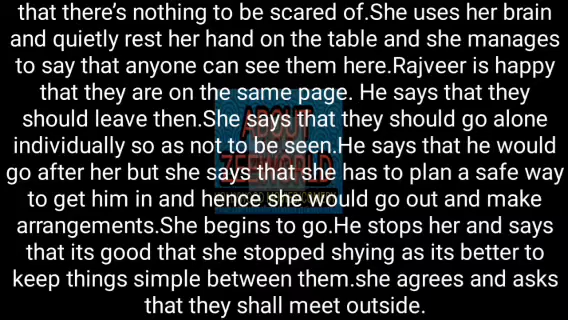 that there’s nothing to be scared of.She uses her brain
and quietly rest her hand on the table and she manages
to say that anyone can see them here.Rajveer is happy
that they are on the same page. He says that they
should leave then.She says that they should go alone
individually so as not to be seen.He says that he would
go after her but she says that she has to plan a safe way
to get him in and hence she would go out and make
arrangements.She begins to go.He stops her and says
that its good that she stopped shying as its better to
keep things simple between them.she agrees and asks
that they shall meet outside.
ABOUT
ZEEWORLD